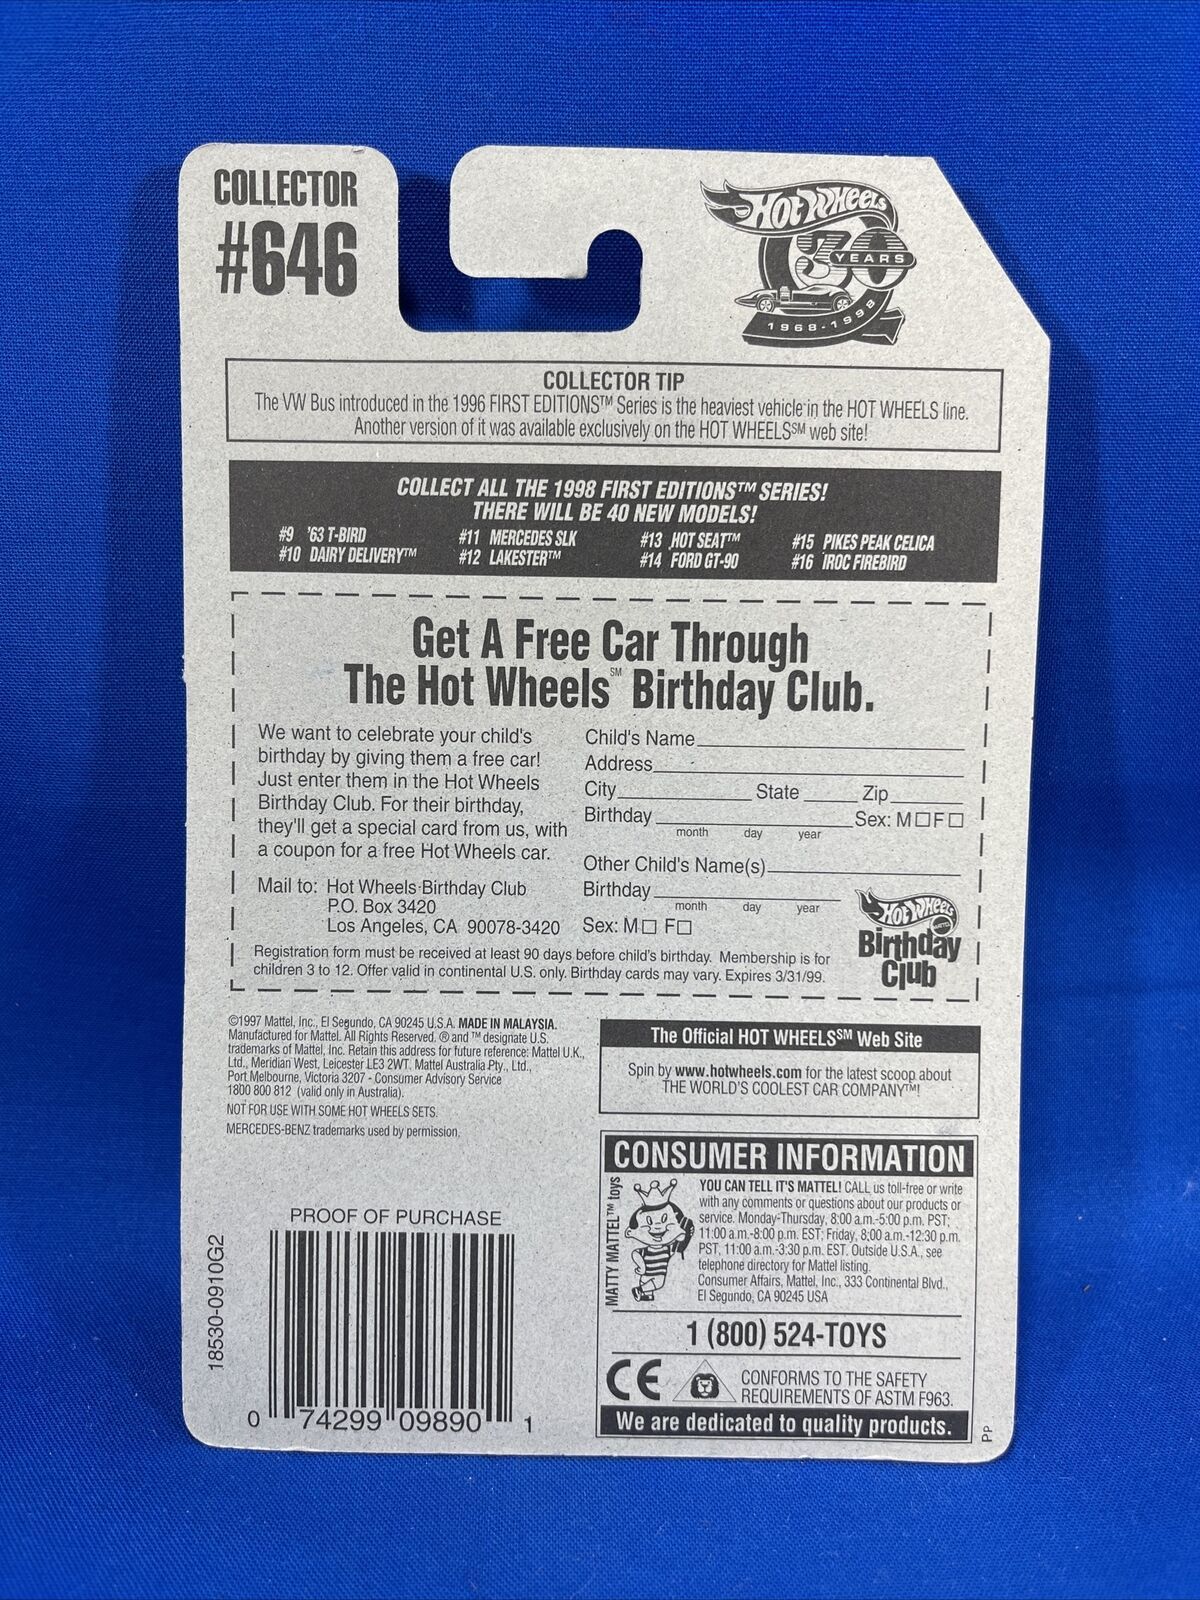 COLLECTOR
#646
HOT WHEELS
30
YEARS
1968-1998
COLLECTOR TIP
The VW Bus introduced in the 1996 FIRST EDITIONS™ Series is the heaviest vehicle in the HOT WHEELS line.
Another version of it was available exclusively on the HOT WHEELS℠ web site!
COLLECT ALL THE 1998 FIRST EDITIONS™ SERIES!
THERE WILL BE 40 NEW MODELS!
#9 '63 T-BIRD
#10 DAIRY DELIVERY™
#11 MERCEDES SLK
#12 LAKESTER™
#13 HOT SEAT™
#14 FORD GT-90
#15 PIKES PEAK CELICA
#16 IROC FIREBIRD
Get A Free Car Through
The Hot Wheels℠ Birthday Club.
We want to celebrate your child's
birthday by giving them a free car!
Just enter them in the Hot Wheels
Birthday Club. For their birthday,
they'll get a special card from us, with
a coupon for a free Hot Wheels car.
Mail to: Hot Wheels Birthday Club
P.O. Box 3420
Los Angeles, CA 90078-3420
Child's Name
Address
City State Zip
Birthday Sex: M☐ F☐
month day year
Other Child's Name(s)
Birthday
month day year
Sex: M☐ F☐
HOT WHEELS
MATTEL
Birthday
Club
Registration form must be received at least 90 days before child's birthday. Membership is for
children 3 to 12. Offer valid in continental U.S. only. Birthday cards may vary. Expires 3/31/99.
©1997 Mattel, Inc., El Segundo, CA 90245 U.S.A. MADE IN MALAYSIA.
Manufactured for Mattel. All Rights Reserved. ® and ™ designate U.S.
trademarks of Mattel, Inc. Retain this address for future reference: Mattel U.K.,
Ltd., Meridian West, Leicester LE3 2WT. Mattel Australia Pty., Ltd.,
Port Melbourne, Victoria 3207 - Consumer Advisory Service
1800 800 812 (valid only in Australia).
NOT FOR USE WITH SOME HOT WHEELS SETS.
MERCEDES-BENZ trademarks used by permission.
The Official HOT WHEELS℠ Web Site
Spin by www.hotwheels.com for the latest scoop about
THE WORLD'S COOLEST CAR COMPANY™!
CONSUMER INFORMATION
MATTY MATTEL™ toys
YOU CAN TELL IT'S MATTEL! CALL us toll-free or write
with any comments or questions about our products or
service. Monday-Thursday, 8:00 a.m.-5:00 p.m. PST;
11:00 a.m.-8:00 p.m. EST; Friday, 8:00 a.m.-12:30 p.m.
PST, 11:00 a.m.-3:30 p.m. EST. Outside U.S.A., see
telephone directory for Mattel listing.
Consumer Affairs, Mattel, Inc., 333 Continental Blvd.,
El Segundo, CA 90245 USA
1 (800) 524-TOYS
CE
CONFORMS TO THE SAFETY
REQUIREMENTS OF ASTM F963.
We are dedicated to quality products.
PP
PROOF OF PURCHASE
0 74299 09890 1
18530-0910G2